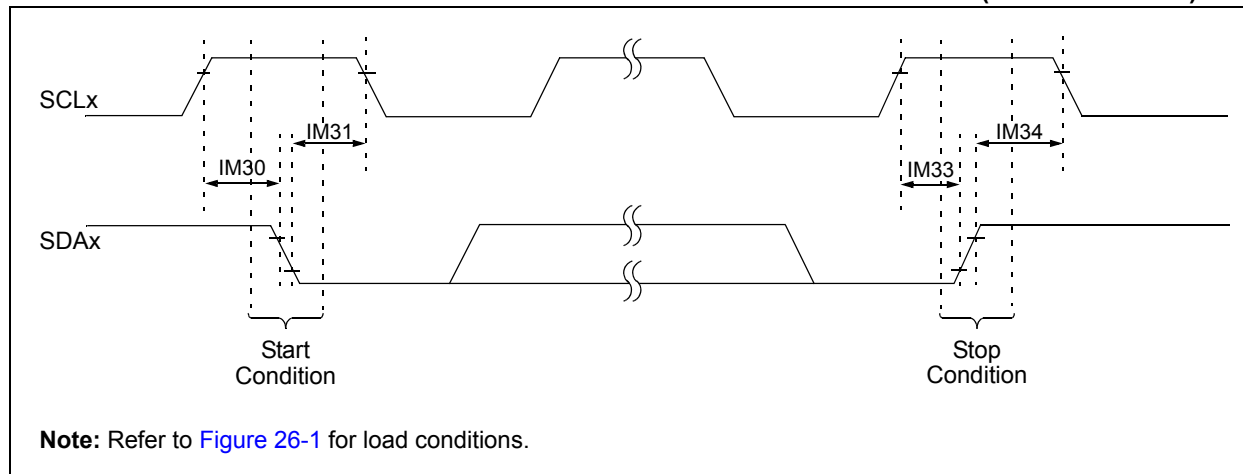 SCLx
IM31
IM34
IM30
IM33
SDAx
Start
Condition
Stop
Condition
Note: Refer to Figure 26-1 for load conditions.